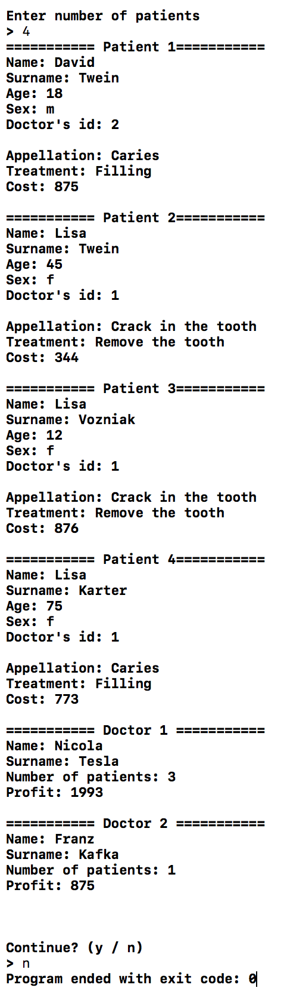 Enter number of patients
> 4
=========== Patient 1===========
Name: David
Surname: Twein
Age: 18
Sex: m
Doctor's id: 2
Appellation: Caries
Treatment: Filling
Cost: 875
=========== Patient 2===========
Name: Lisa
Surname: Twein
Age: 45
Sex: f
Doctor's id: 1
Appellation: Crack in the tooth
Treatment: Remove the tooth
Cost: 344
=========== Patient 3===========
Name: Lisa
Surname: Vozniak
Age: 12
Sex: f
Doctor's id: 1
Appellation: Crack in the tooth
Treatment: Remove the tooth
Cost: 876
=========== Patient 4===========
Name: Lisa
Surname: Karter
Age: 75
Sex: f
Doctor's id: 1
Appellation: Caries
Treatment: Filling
Cost: 773
=========== Doctor 1 ===========
Name: Nicola
Surname: Tesla
Number of patients: 3
Profit: 1993
=========== Doctor 2 ===========
Name: Franz
Surname: Kafka
Number of patients: 1
Profit: 875
Continue? (y / n)
> n
Program ended with exit code: 0